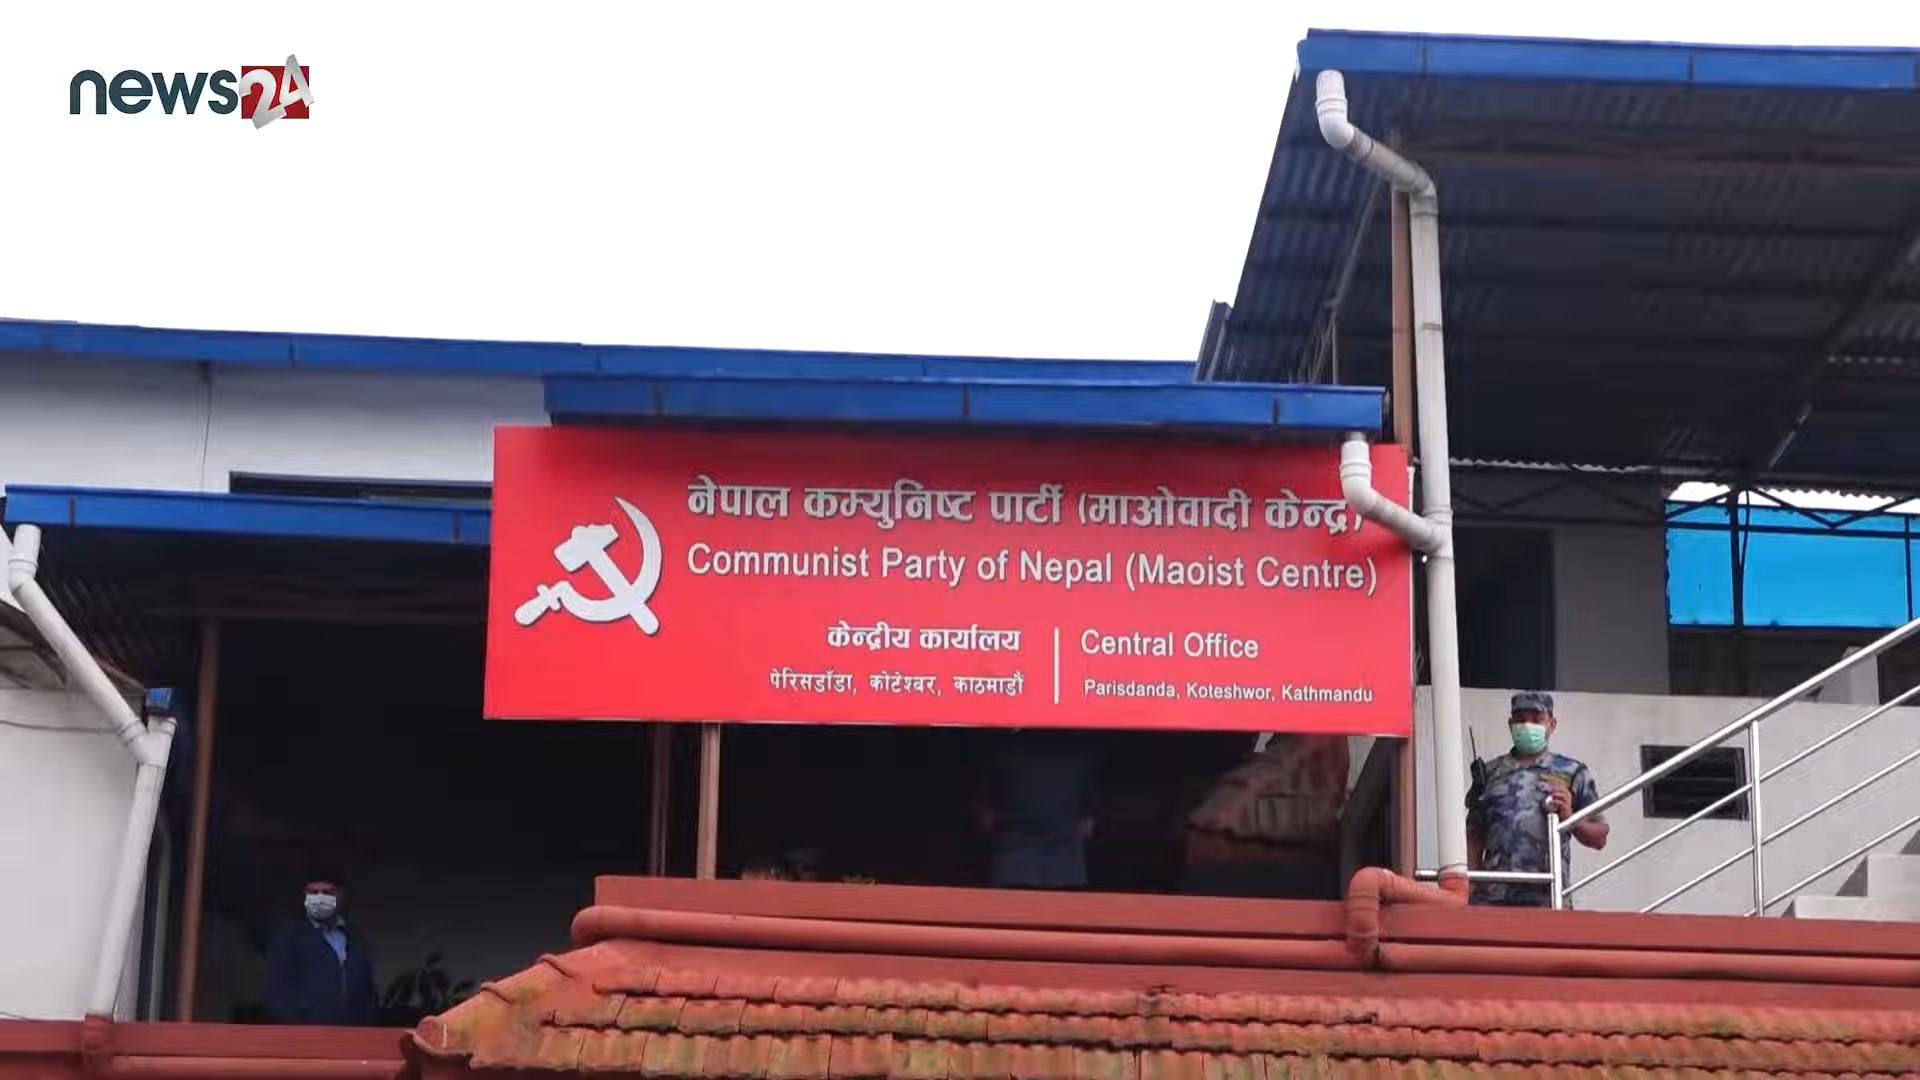 news24
नेपाल कम्युनिष्ट पार्टी (माओवादी केन्द्र)
Communist Party of Nepal (Maoist Centre)
केन्द्रीय कार्यालय
पेरिसडाँडा, कोटेश्वर, काठमाडौं
Central Office
Parisdanda, Koteshwor, Kathmandu